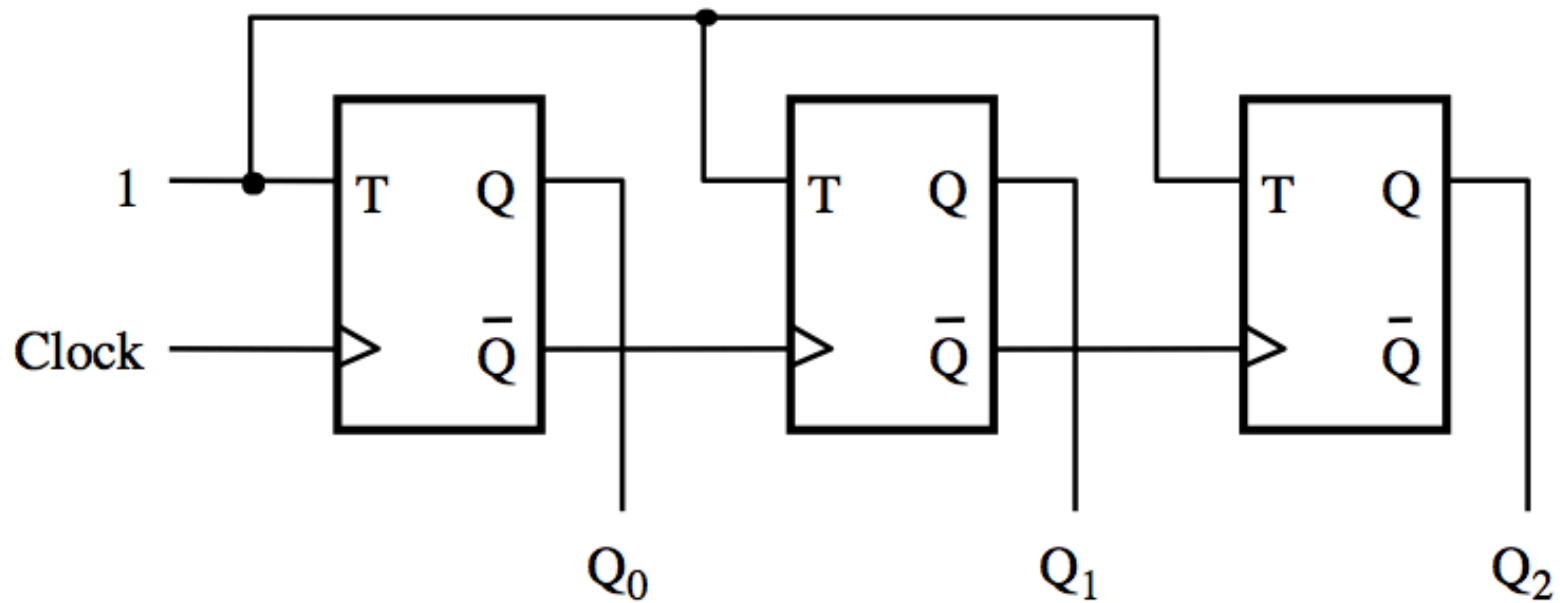 1 T Q T Q T Q
Clock Q̅ Q̅ Q̅
Q₀ Q₁ Q₂